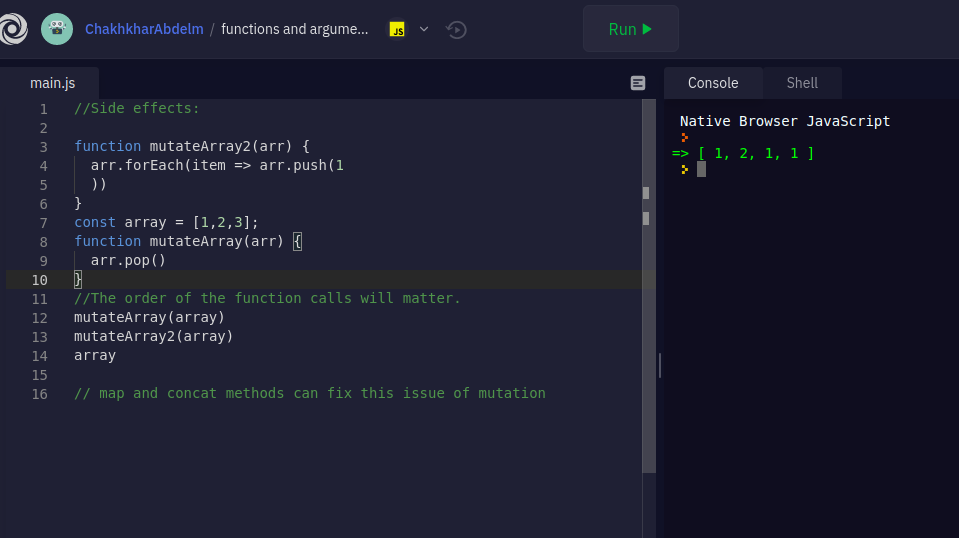 ChakhkharAbdelm / functions and argume... JS Run
main.js
Console Shell
1 //Side effects:
2
3 function mutateArray2(arr) {
4 arr.forEach(item => arr.push(1
5 ))
6 }
7 const array = [1,2,3];
8 function mutateArray(arr) {
9 arr.pop()
10 }
11 //The order of the function calls will matter.
12 mutateArray(array)
13 mutateArray2(array)
14 array
15
16 // map and concat methods can fix this issue of mutation
Native Browser JavaScript
=> [ 1, 2, 1, 1 ]